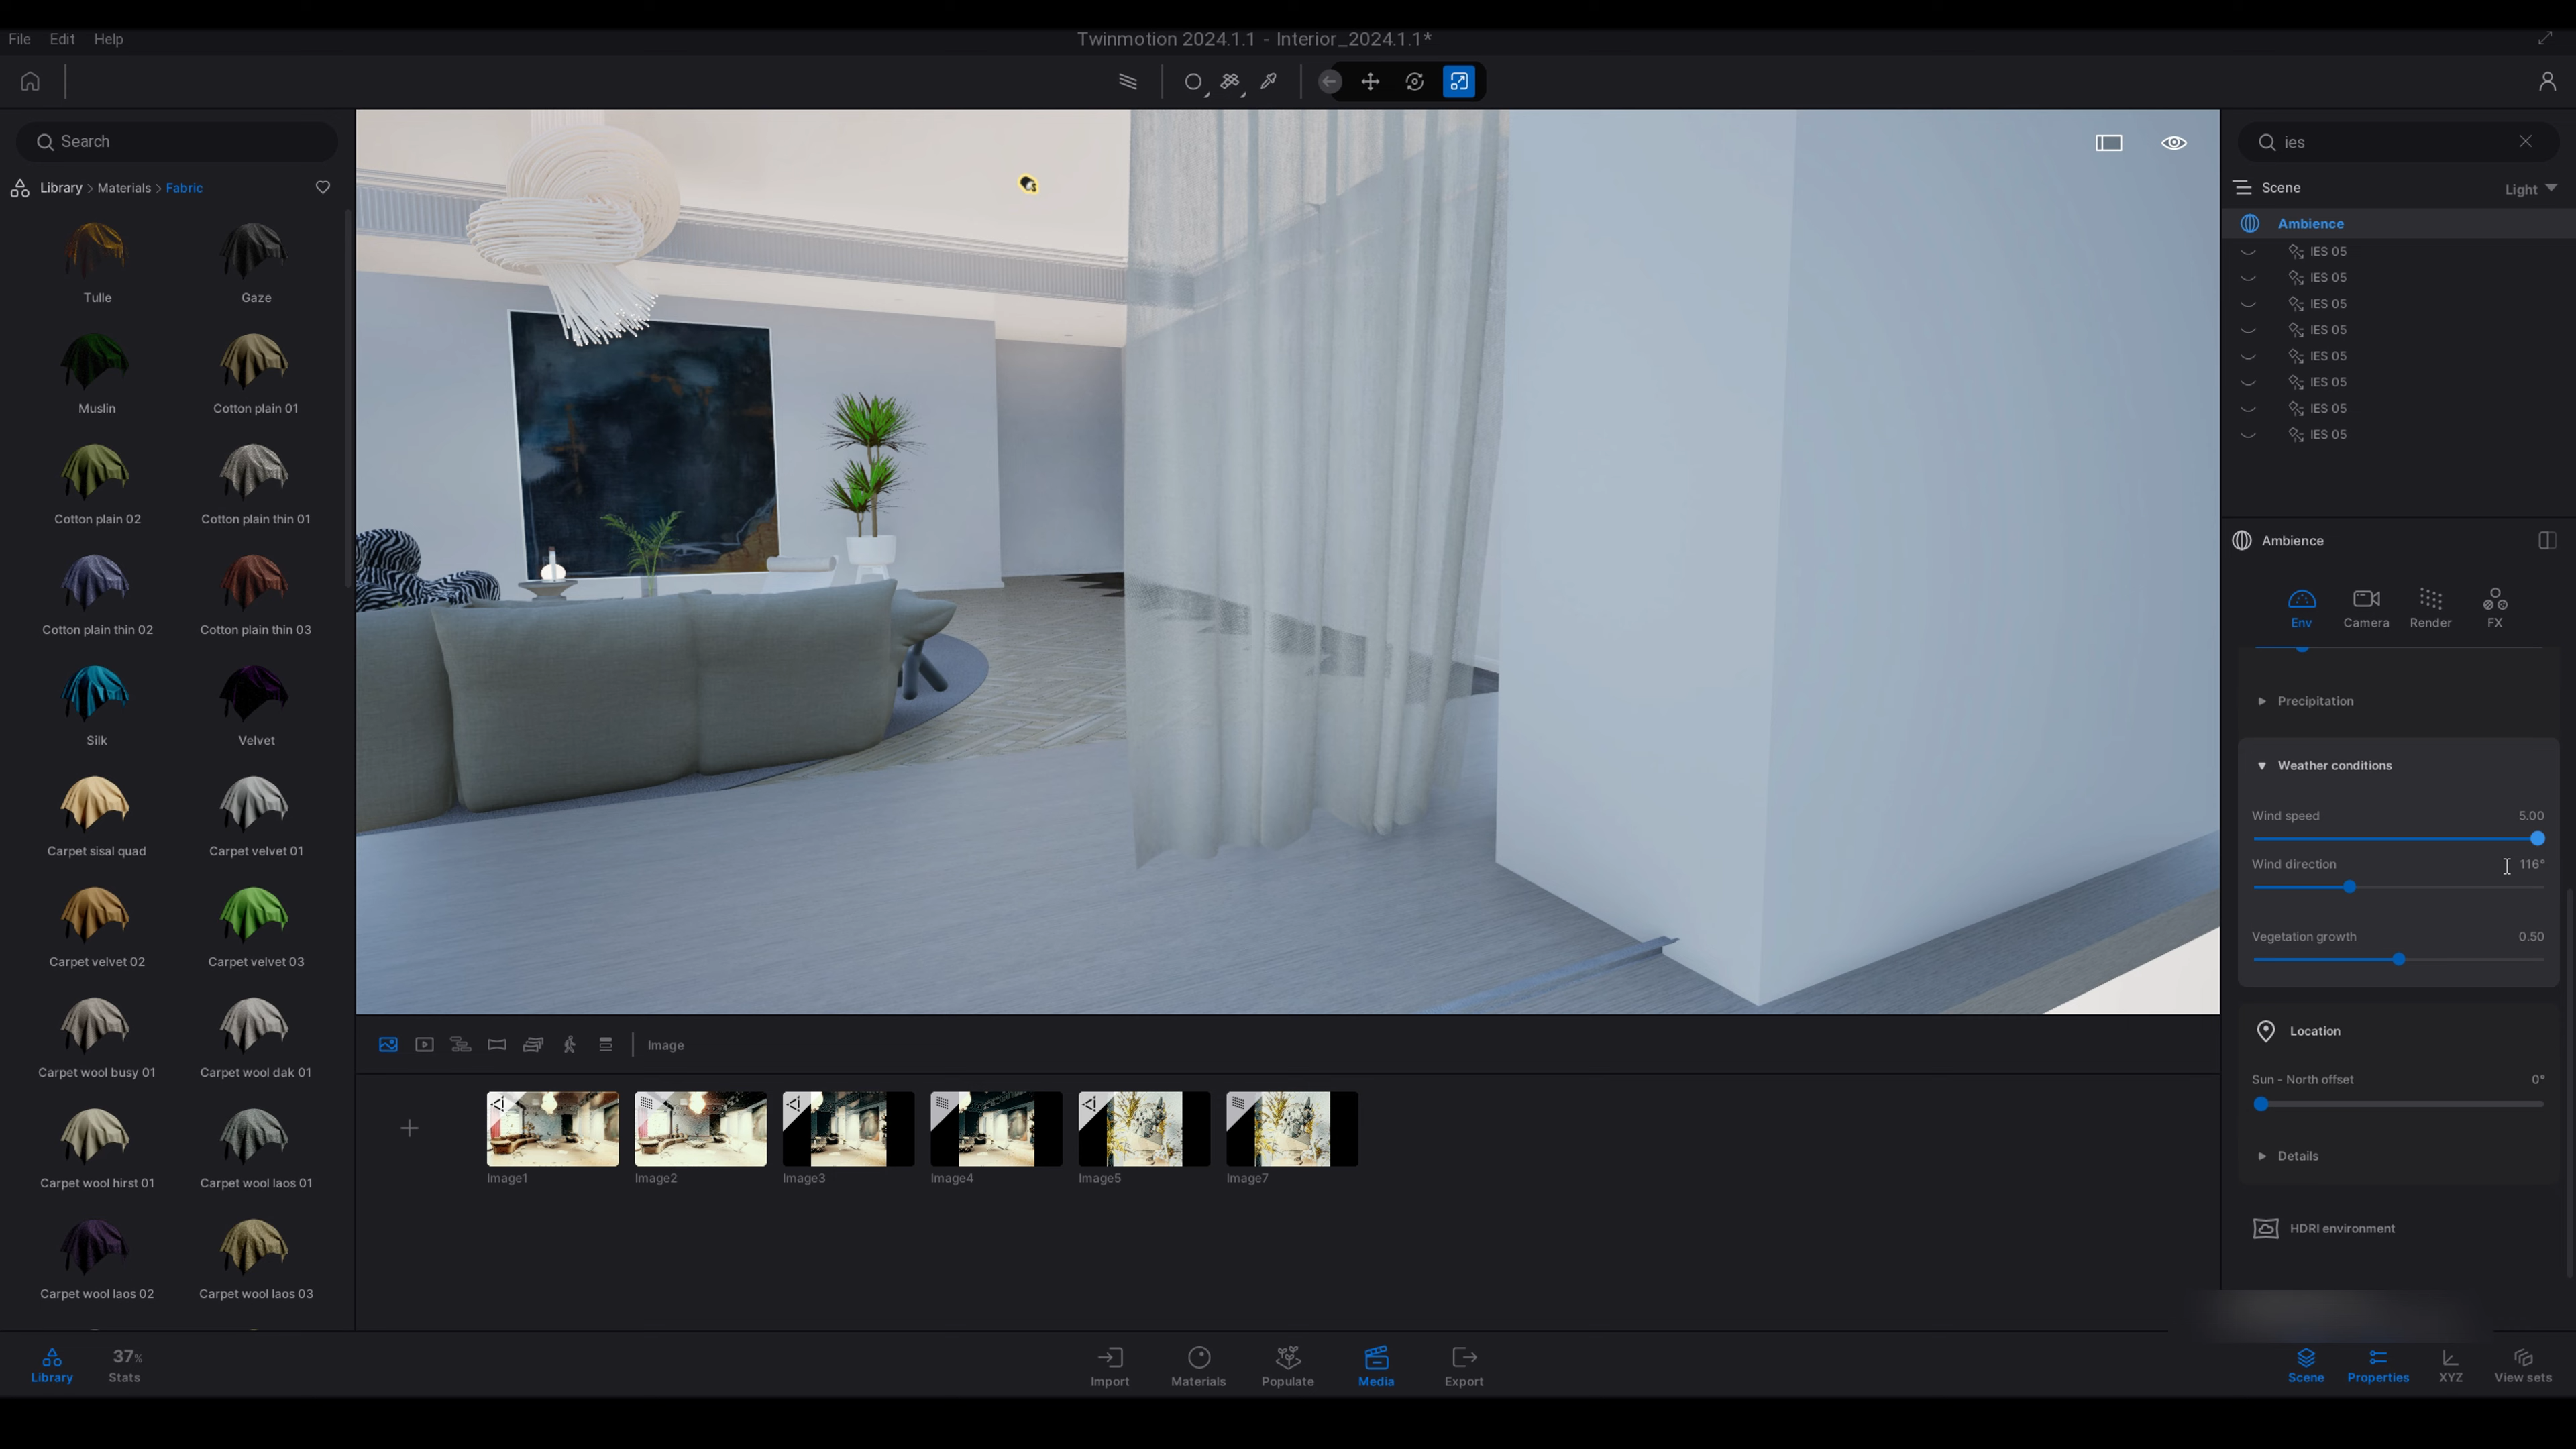 File Edit Help
Twinmotion 2024.1.1 - Interior_2024.1.1*
Search
Library > Materials > Fabric
Tulle Gaze
Muslin Cotton plain 01
Cotton plain 02 Cotton plain thin 01
Cotton plain thin 02 Cotton plain thin 03
Silk Velvet
Carpet sisal quad Carpet velvet 01
Carpet velvet 02 Carpet velvet 03
Carpet wool busy 01 Carpet wool dak 01
Carpet wool hirst 01 Carpet wool laos 01
Carpet wool laos 02 Carpet wool laos 03
Image
Image1 Image2 Image3 Image4 Image5 Image7
ies
Scene Light
Ambience
IES 05
IES 05
IES 05
IES 05
IES 05
IES 05
IES 05
IES 05
Ambience
Env Camera Render FX
Precipitation
Weather conditions
Wind speed 5.00
Wind direction 116°
Vegetation growth 0.50
Location
Sun - North offset 0°
Details
HDRI environment
Library 37% Stats
Import Materials Populate Media Export
Scene Properties XYZ View sets